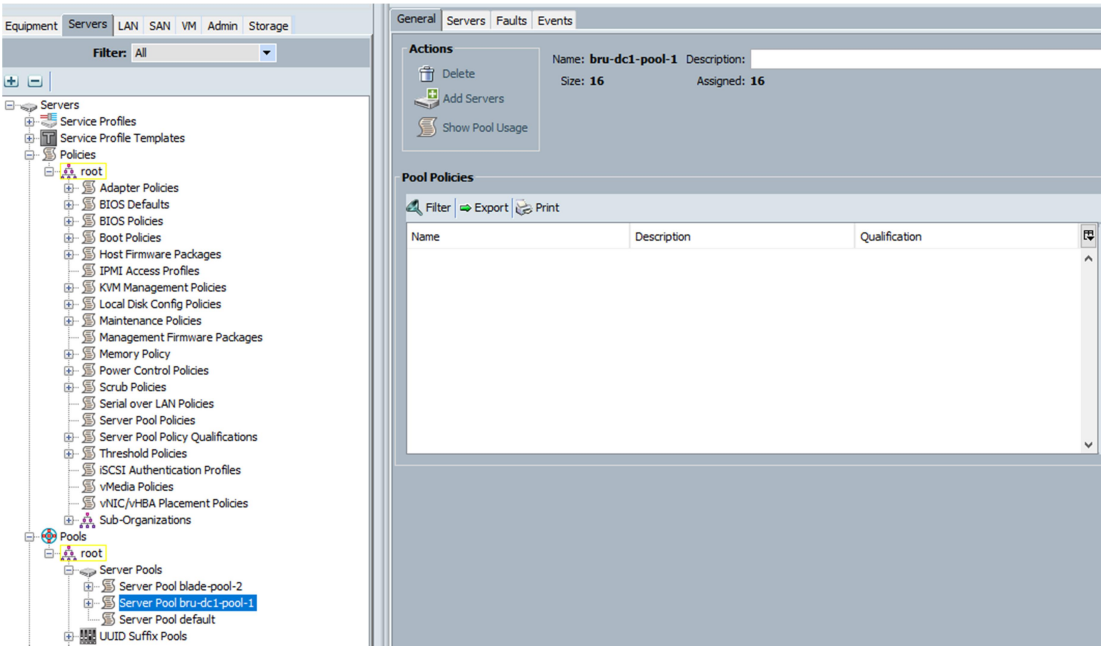 Equipment Servers LAN SAN VM Admin Storage
Filter: All
Servers
Service Profiles
Service Profile Templates
Policies
root
Adapter Policies
BIOS Defaults
BIOS Policies
Boot Policies
Host Firmware Packages
IPMI Access Profiles
KVM Management Policies
Local Disk Config Policies
Maintenance Policies
Management Firmware Packages
Memory Policy
Power Control Policies
Scrub Policies
Serial over LAN Policies
Server Pool Policies
Server Pool Policy Qualifications
Threshold Policies
iSCSI Authentication Profiles
vMedia Policies
vNIC/vHBA Placement Policies
Sub-Organizations
Pools
root
Server Pools
Server Pool blade-pool-2
Server Pool bru-dc1-pool-1
Server Pool default
UUID Suffix Pools
General Servers Faults Events
Actions
Delete
Add Servers
Show Pool Usage
Name: bru-dc1-pool-1 Description:
Size: 16 Assigned: 16
Pool Policies
Filter Export Print
Name Description Qualification